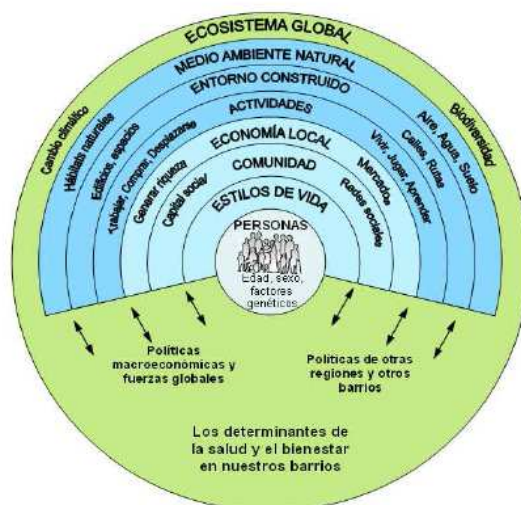 ECOSISTEMA GLOBAL
Cambio climático
Biodiversidad
MEDIO AMBIENTE NATURAL
Hábitats naturales
Aire, Agua, Suelo
ENTORNO CONSTRUIDO
Edificios, espacios
Calles, Rutas
ACTIVIDADES
Trabajar, Comprar, Desplazarse
Vivir, Jugar, Aprender
ECONOMÍA LOCAL
Generar riqueza
Mercados
COMUNIDAD
Capital social
Redes sociales
ESTILOS DE VIDA
PERSONAS
Edad, sexo,
factores
genéticos
Políticas
macroeconómicas y
fuerzas globales
Políticas de otras
regiones y otros
barrios
Los determinantes de
la salud y el bienestar
en nuestros barrios